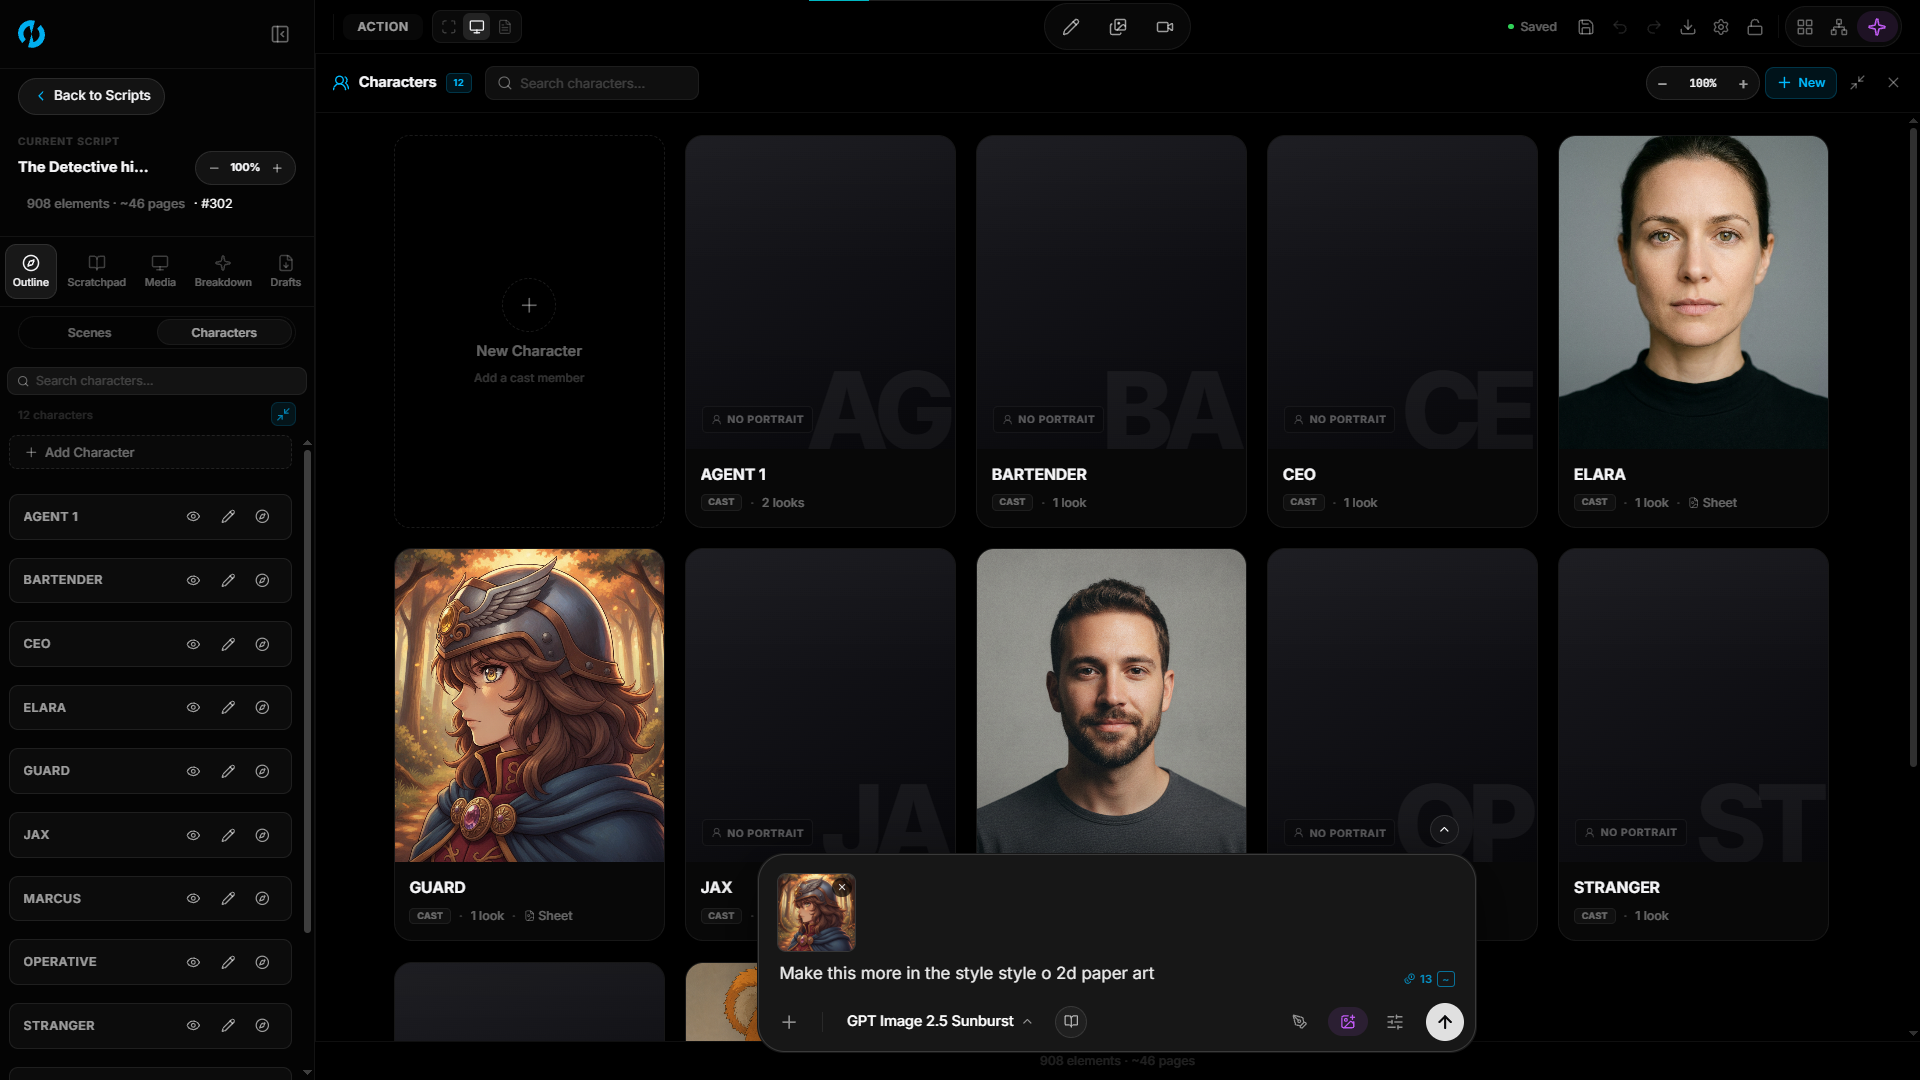 ACTION
Saved
Back to Scripts
CURRENT SCRIPT
The Detective hi...
100%
908 elements · ~46 pages · #302
Outline
Scratchpad
Media
Breakdown
Drafts
Scenes
Characters
Search characters...
12 characters
Add Character
AGENT 1
BARTENDER
CEO
ELARA
GUARD
JAX
MARCUS
OPERATIVE
STRANGER
Characters 12
Search characters...
100%
New
New Character
Add a cast member
AG
NO PORTRAIT
AGENT 1
CAST · 2 looks
BA
NO PORTRAIT
BARTENDER
CAST · 1 look
CE
NO PORTRAIT
CEO
CAST · 1 look
ELARA
CAST · 1 look · Sheet
GUARD
CAST · 1 look · Sheet
JA
NO PORTRAIT
JAX
CAST ·
OP
NO PORTRAIT
ST
NO PORTRAIT
STRANGER
CAST · 1 look
Make this more in the style style o 2d paper art
13
GPT Image 2.5 Sunburst
908 elements · ~46 pages